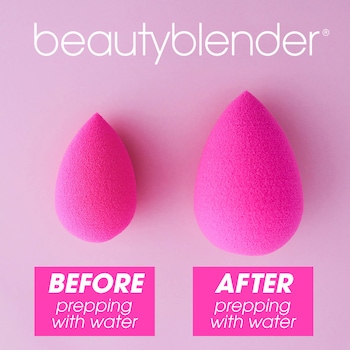 beautyblender®
BEFORE
prepping
with water
AFTER
prepping
with water